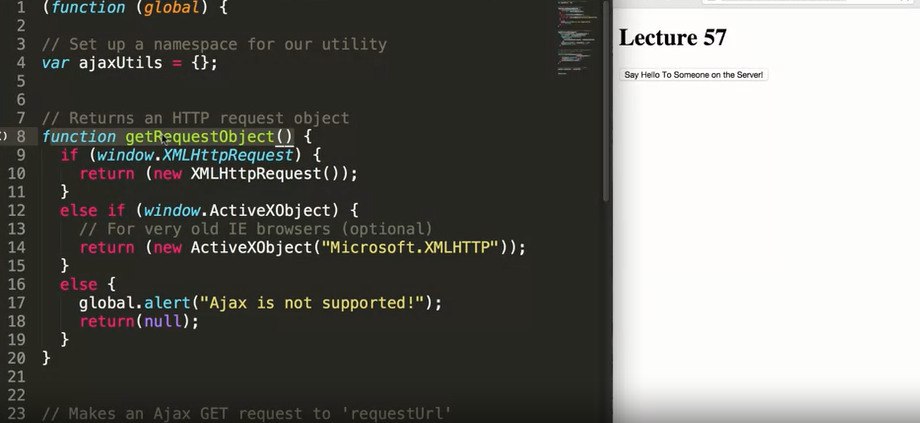 1 (function (global) {
2
3 // Set up a namespace for our utility
4 var ajaxUtils = {};
5
6
7 // Returns an HTTP request object
8 function getRequestObject() {
9 if (window.XMLHttpRequest) {
10 return (new XMLHttpRequest());
11 }
12 else if (window.ActiveXObject) {
13 // For very old IE browsers (optional)
14 return (new ActiveXObject("Microsoft.XMLHTTP"));
15 }
16 else {
17 global.alert("Ajax is not supported!");
18 return(null);
19 }
20 }
21
22
23 // Makes an Ajax GET request to 'requestUrl'
Lecture 57
Say Hello To Someone on the Server!